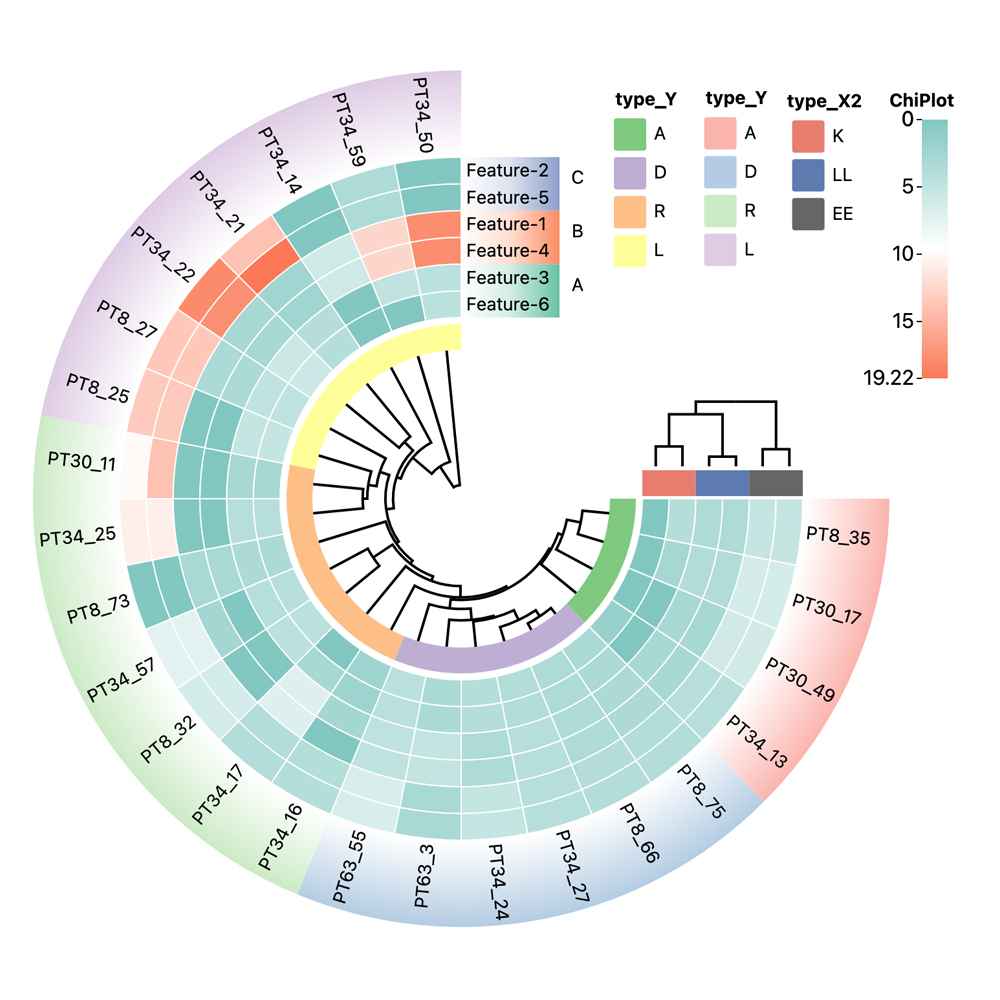 PT34_50
PT34_59
PT34_14
PT34_21
PT34_22
PT8_27
PT8_25
PT30_11
PT34_25
PT8_73
PT34_57
PT8_32
PT34_17
PT34_16
PT63_55
PT63_3
PT34_24
PT34_27
PT8_66
PT8_75
PT34_13
PT30_49
PT30_17
PT8_35
Feature-2
Feature-5
Feature-1
Feature-4
Feature-3
Feature-6
C
B
A
type_Y
A
D
R
L
type_Y
A
D
R
L
type_X2
K
LL
EE
ChiPlot
0
5
10
15
19.22